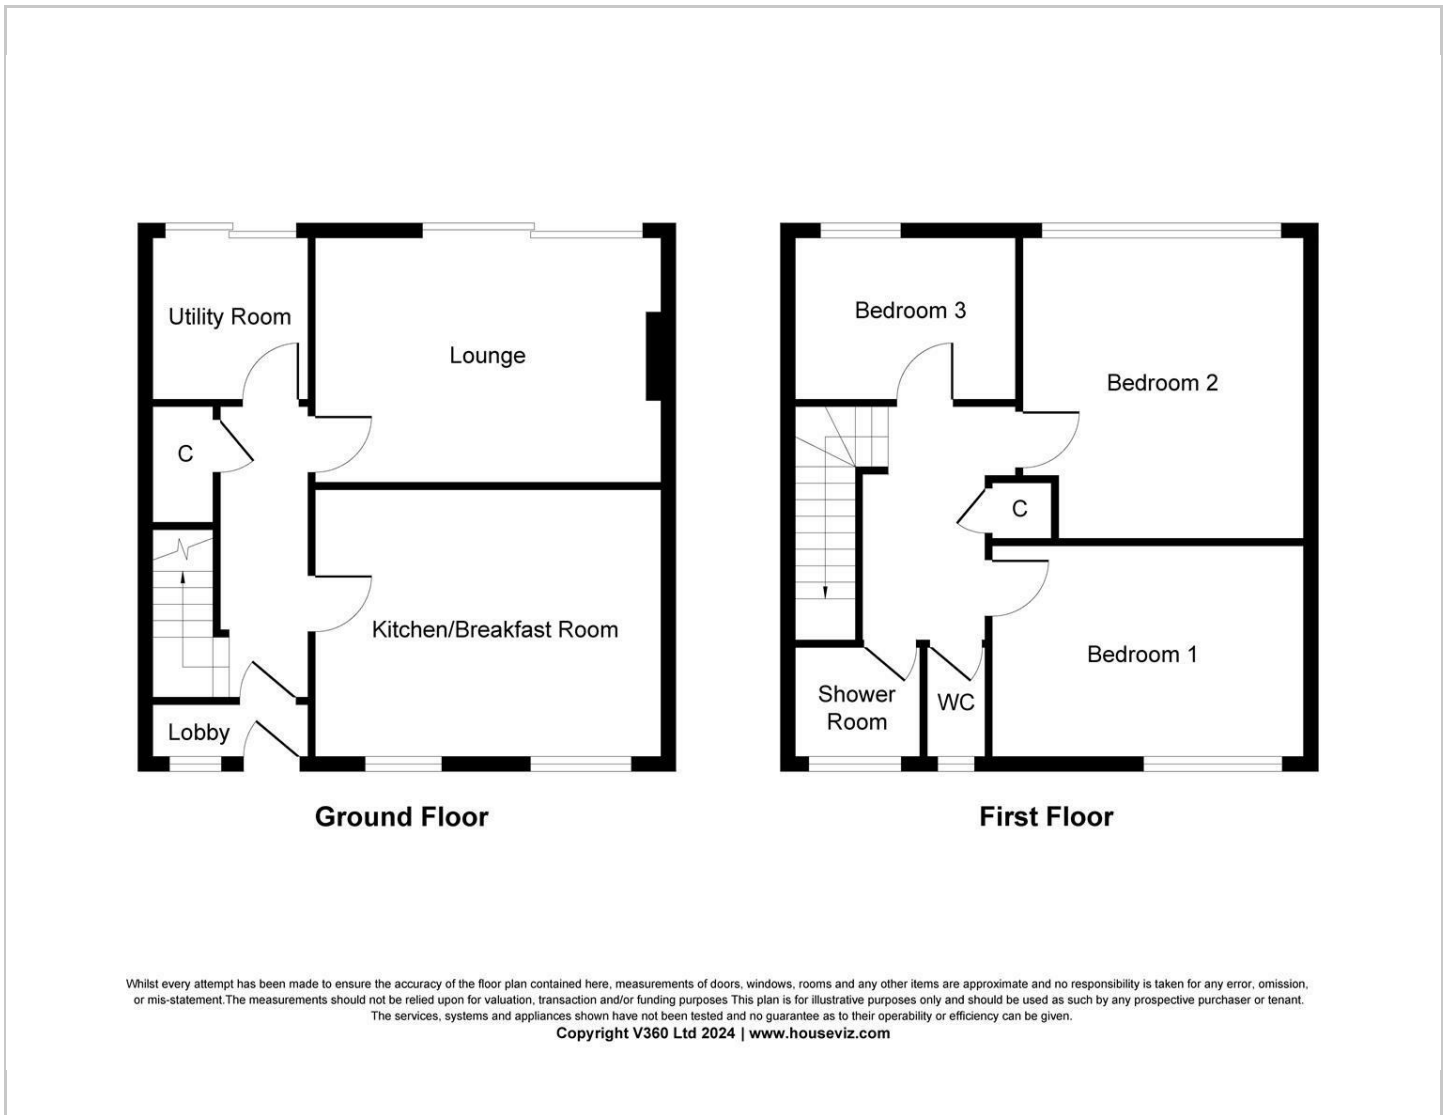 Utility Room
Lounge
C
Kitchen/Breakfast Room
Lobby
Ground Floor
Bedroom 3
Bedroom 2
C
Bedroom 1
Shower
Room
WC
First Floor
Whilst every attempt has been made to ensure the accuracy of the floor plan contained here, measurements of doors, windows, rooms and any other items are approximate and no responsibility is taken for any error, omission,
or mis-statement.The measurements should not be relied upon for valuation, transaction and/or funding purposes This plan is for illustrative purposes only and should be used as such by any prospective purchaser or tenant.
The services, systems and appliances shown have not been tested and no guarantee as to their operability or efficiency can be given.
Copyright V360 Ltd 2024 | www.houseviz.com